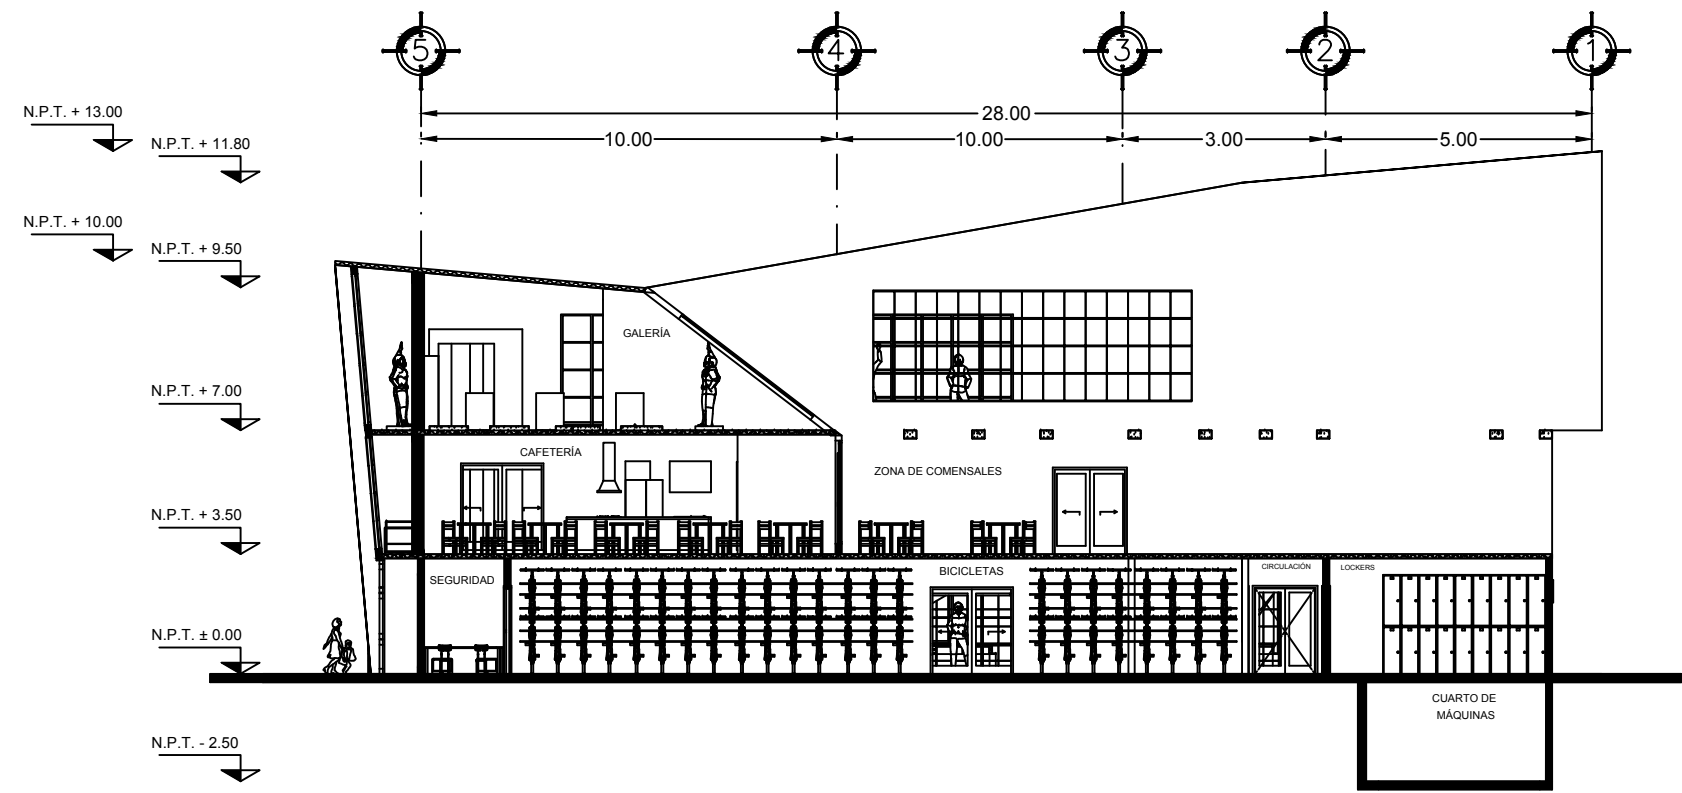 5 4 3 2 1
28.00
10.00 10.00 3.00 5.00
N.P.T. + 13.00
N.P.T. + 11.80
N.P.T. + 10.00
N.P.T. + 9.50
GALERÍA
N.P.T. + 7.00
CAFETERÍA
ZONA DE COMENSALES
N.P.T. + 3.50
SEGURIDAD
BICICLETAS
CIRCULACIÓN
LOCKERS
N.P.T. ± 0.00
CUARTO DE
MÁQUINAS
N.P.T. - 2.50